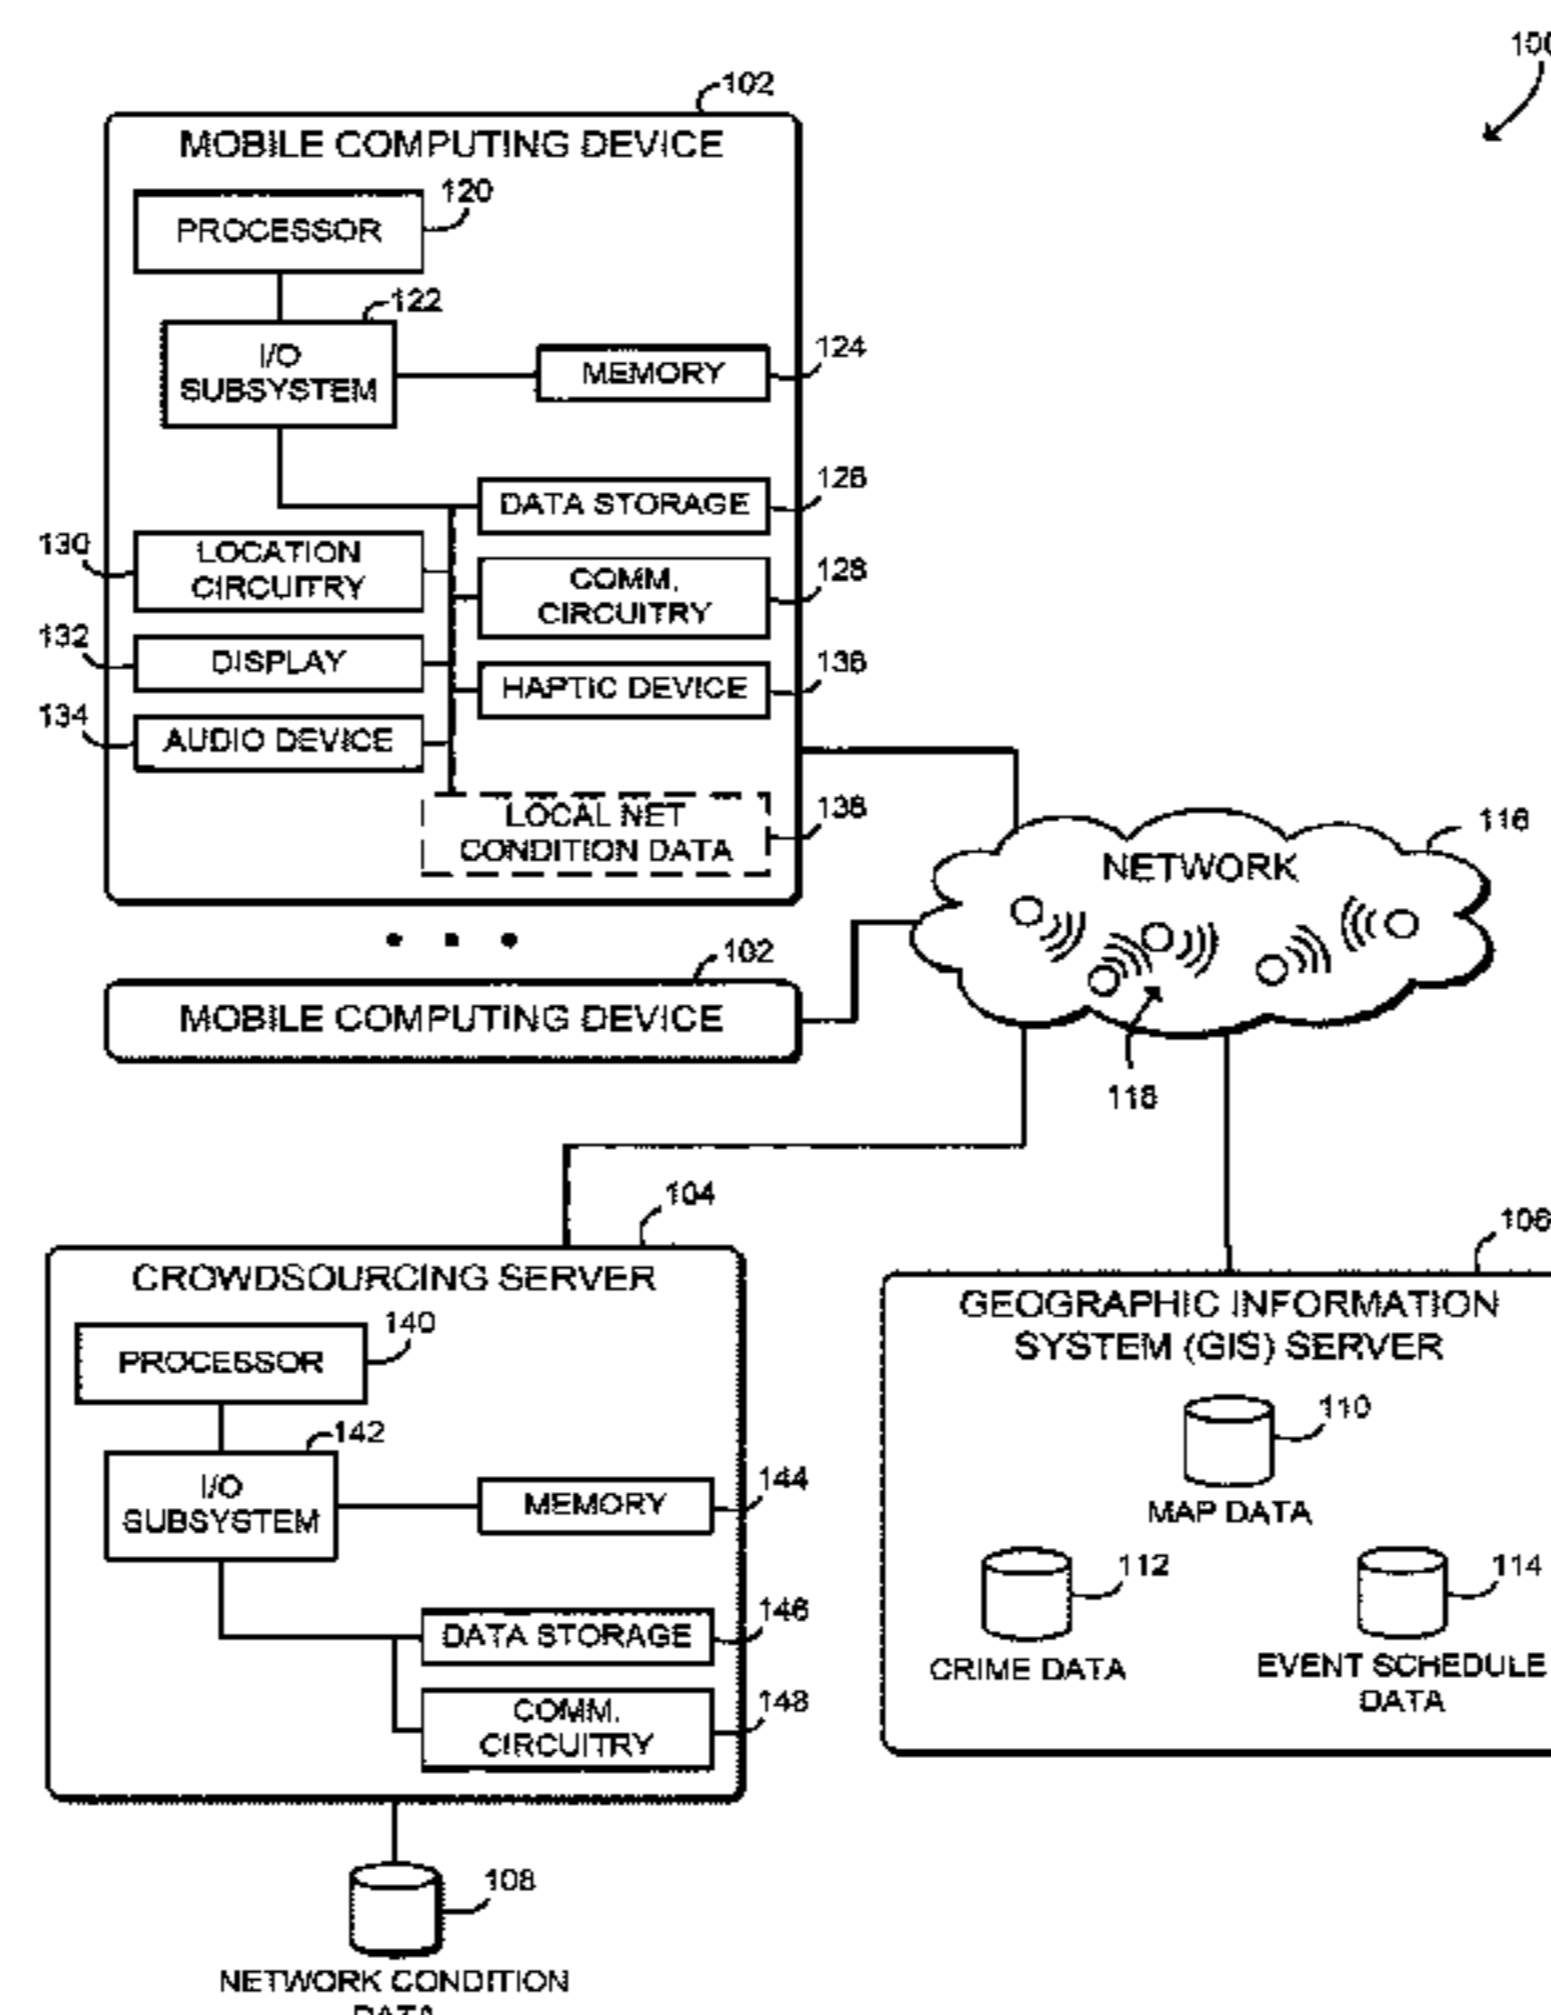 100
102
MOBILE COMPUTING DEVICE
120
PROCESSOR
122
I/O
SUBSYSTEM
124
MEMORY
126
DATA STORAGE
130
LOCATION
CIRCUITRY
128
COMM.
CIRCUITRY
132
DISPLAY
136
HAPTIC DEVICE
134
AUDIO DEVICE
138
LOCAL NET
CONDITION DATA
116
NETWORK
118
102
MOBILE COMPUTING DEVICE
104
CROWDSOURCING SERVER
140
PROCESSOR
142
I/O
SUBSYSTEM
144
MEMORY
146
DATA STORAGE
148
COMM.
CIRCUITRY
108
NETWORK CONDITION
DATA
106
GEOGRAPHIC INFORMATION
SYSTEM (GIS) SERVER
110
MAP DATA
112
CRIME DATA
114
EVENT SCHEDULE
DATA